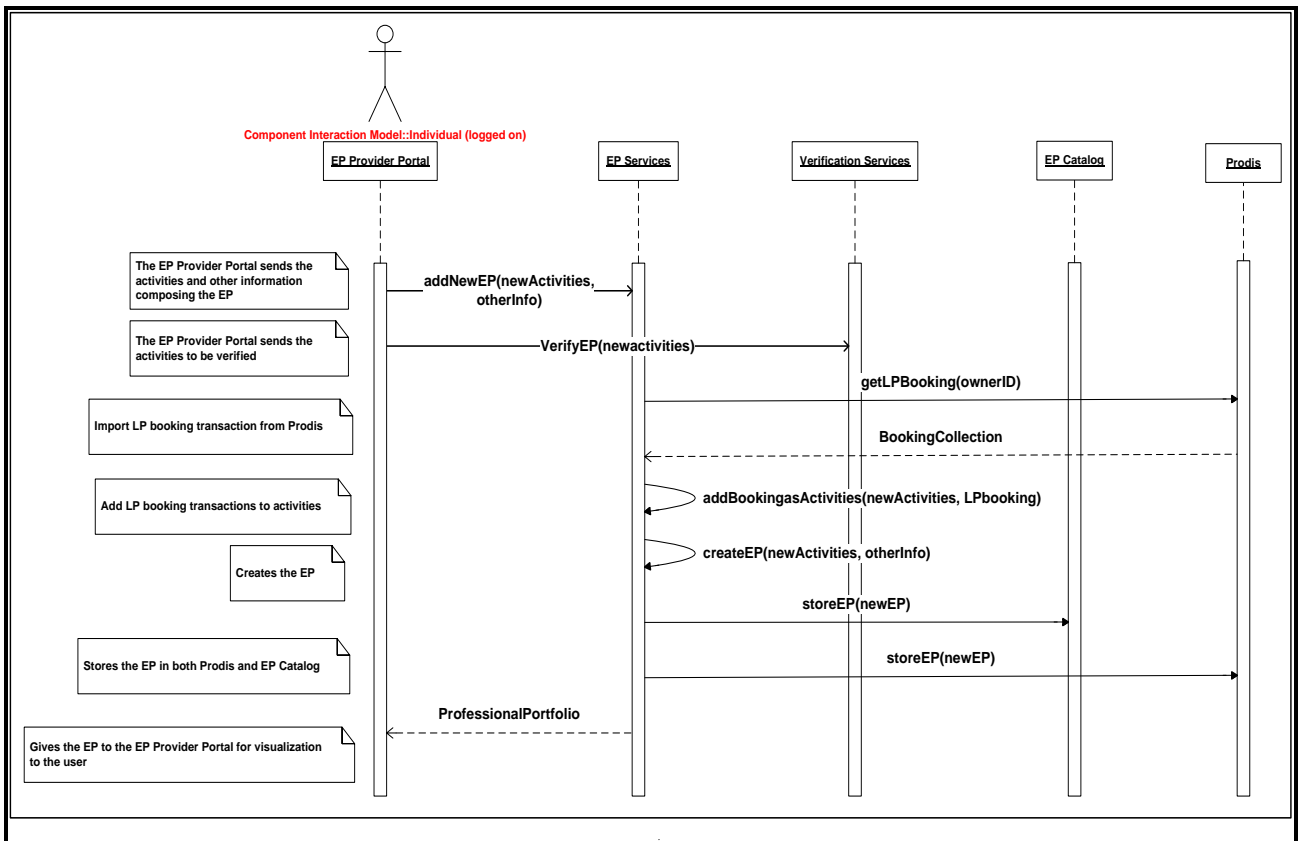 Component Interaction Model::Individual (logged on)
EP Provider Portal
EP Services
Verification Services
EP Catalog
Prodis
The EP Provider Portal sends the
activities and other information
composing the EP
addNewEP(newActivities,
otherInfo)
The EP Provider Portal sends the
activities to be verified
VerifyEP(newactivities)
getLPBooking(ownerID)
Import LP booking transaction from Prodis
BookingCollection
Add LP booking transactions to activities
addBookingasActivities(newActivities, LPbooking)
createEP(newActivities, otherInfo)
Creates the EP
storeEP(newEP)
Stores the EP in both Prodis and EP Catalog
storeEP(newEP)
ProfessionalPortfolio
Gives the EP to the EP Provider Portal for visualization
to the user